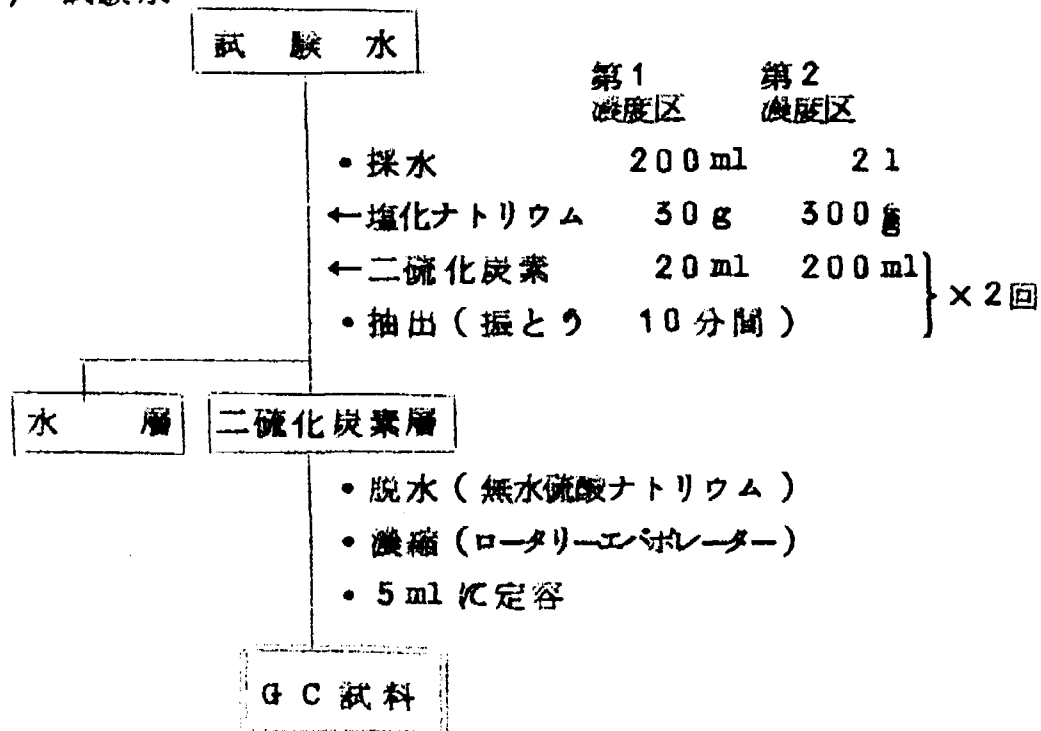 ) 試験水
試 験 水
第1 第2
濃度区 濃度区
• 採水 200ml 2l
←塩化ナトリウム 30g 300g
←二硫化炭素 20ml 200ml
• 抽出(振とう 10分間) ×2回
水 層 二硫化炭素層
• 脱水(無水硫酸ナトリウム)
• 濃縮(ロータリーエバポレーター)
• 5mlに定容
GC試料